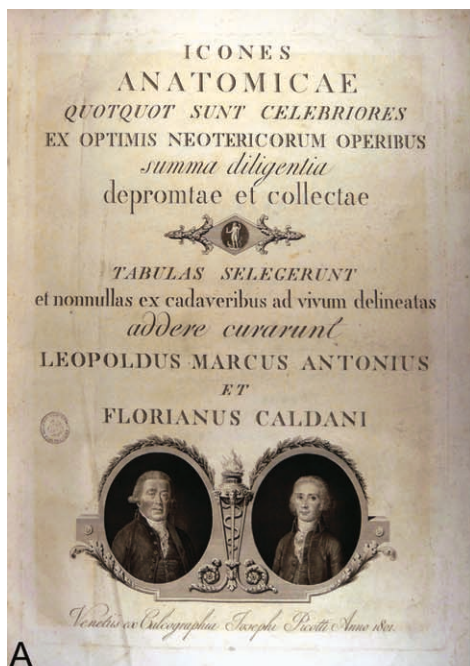 ICONES
ANATOMICAE
QUOTQUOT SUNT CELEBRIORES
EX OPTIMIS NEOTERICORUM OPERIBUS
summa diligentia
depromtae et collectae
TABULAS SELEGERUNT
et nonnullas ex cadaveribus ad vivum delineatas
addere curarunt
LEOPOLDUS MARCUS ANTONIUS
ET
FLORIANUS CALDANI
Venetiis ex Calcographia Josephi Picotti Anno 1801.
A